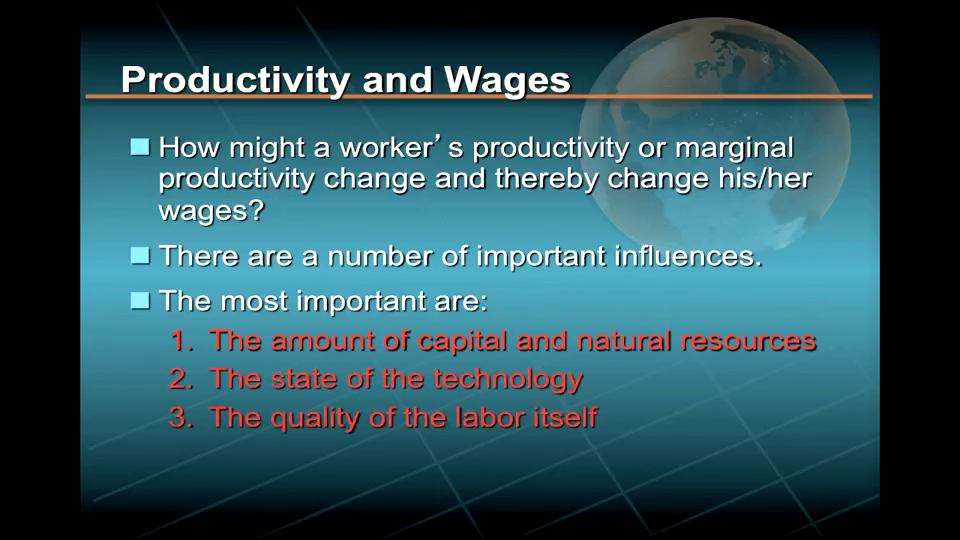 Productivity and Wages
How might a worker’s productivity or marginal
productivity change and thereby change his/her
wages?
There are a number of important influences.
The most important are:
1. The amount of capital and natural resources
2. The state of the technology
3. The quality of the labor itself